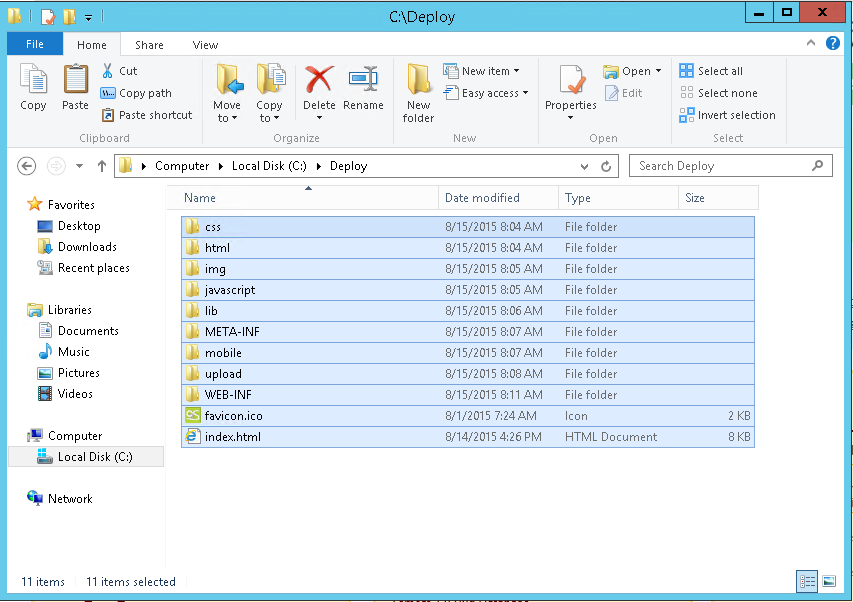 C:\Deploy
File Home Share View
Copy
Paste
Cut
Copy path
Paste shortcut
Clipboard
Move to
Copy to
Delete
Rename
Organize
New folder
New item
Easy access
New
Properties
Open
Edit
Open
Select all
Select none
Invert selection
Select
Computer Local Disk (C:) Deploy
Search Deploy
Favorites
Desktop
Downloads
Recent places
Libraries
Documents
Music
Pictures
Videos
Computer
Local Disk (C:)
Network
Name Date modified Type Size
css 8/15/2015 8:04 AM File folder
html 8/15/2015 8:04 AM File folder
img 8/15/2015 8:05 AM File folder
javascript 8/15/2015 8:05 AM File folder
lib 8/15/2015 8:06 AM File folder
META-INF 8/15/2015 8:07 AM File folder
mobile 8/15/2015 8:07 AM File folder
upload 8/15/2015 8:08 AM File folder
WEB-INF 8/15/2015 8:11 AM File folder
favicon.ico 8/1/2015 7:24 AM Icon 2 KB
index.html 8/14/2015 4:26 PM HTML Document 8 KB
11 items 11 items selected